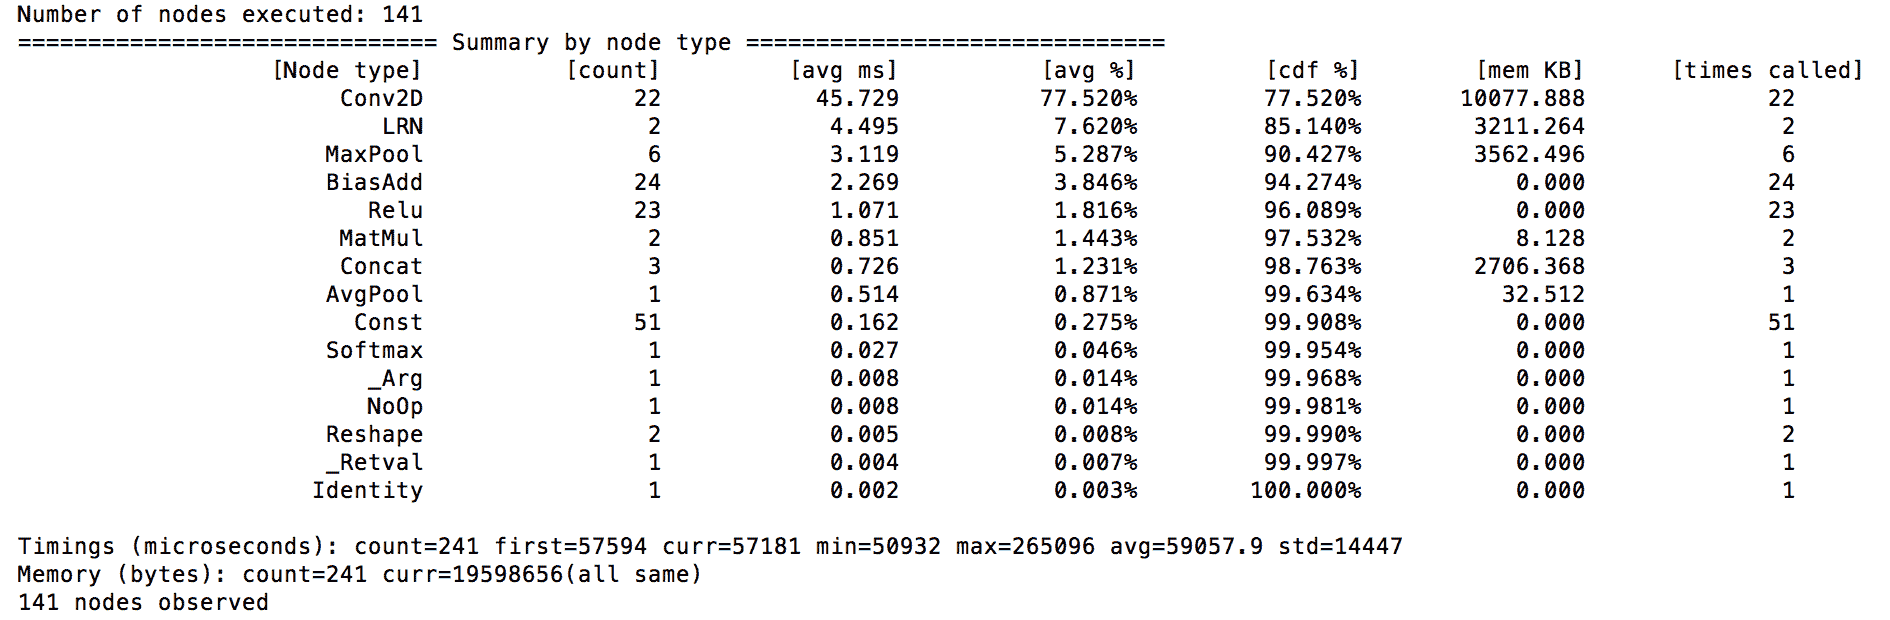 Number of nodes executed: 141
============================== Summary by node type ==============================
[Node type] [count] [avg ms] [avg %] [cdf %] [mem KB] [times called]
Conv2D 22 45.729 77.520% 77.520% 10077.888 22
LRN 2 4.495 7.620% 85.140% 3211.264 2
MaxPool 6 3.119 5.287% 90.427% 3562.496 6
BiasAdd 24 2.269 3.846% 94.274% 0.000 24
Relu 23 1.071 1.816% 96.089% 0.000 23
MatMul 2 0.851 1.443% 97.532% 8.128 2
Concat 3 0.726 1.231% 98.763% 2706.368 3
AvgPool 1 0.514 0.871% 99.634% 32.512 1
Const 51 0.162 0.275% 99.908% 0.000 51
Softmax 1 0.027 0.046% 99.954% 0.000 1
_Arg 1 0.008 0.014% 99.968% 0.000 1
NoOp 1 0.008 0.014% 99.981% 0.000 1
Reshape 2 0.005 0.008% 99.990% 0.000 2
_Retval 1 0.004 0.007% 99.997% 0.000 1
Identity 1 0.002 0.003% 100.000% 0.000 1
Timings (microseconds): count=241 first=57594 curr=57181 min=50932 max=265096 avg=59057.9 std=14447
Memory (bytes): count=241 curr=19598656(all same)
141 nodes observed